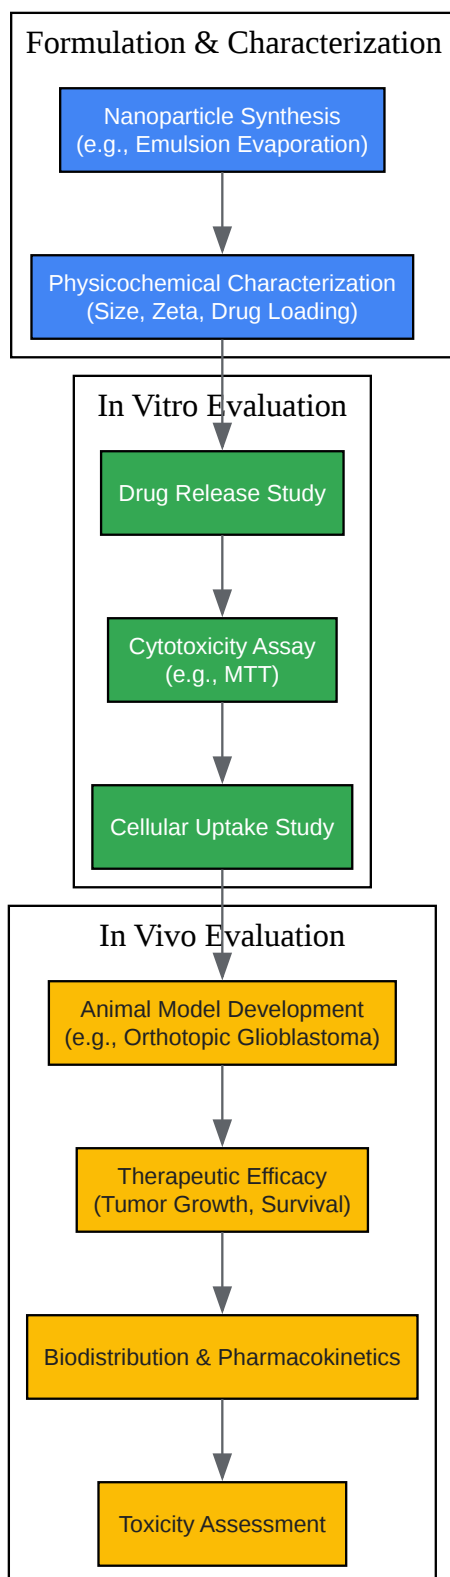 Formulation & Characterization
Nanoparticle Synthesis
(e.g., Emulsion Evaporation)
Physicochemical Characterization
(Size, Zeta, Drug Loading)
In Vitro Evaluation
Drug Release Study
Cytotoxicity Assay
(e.g., MTT)
Cellular Uptake Study
In Vivo Evaluation
Animal Model Development
(e.g., Orthotopic Glioblastoma)
Therapeutic Efficacy
(Tumor Growth, Survival)
Biodistribution & Pharmacokinetics
Toxicity Assessment